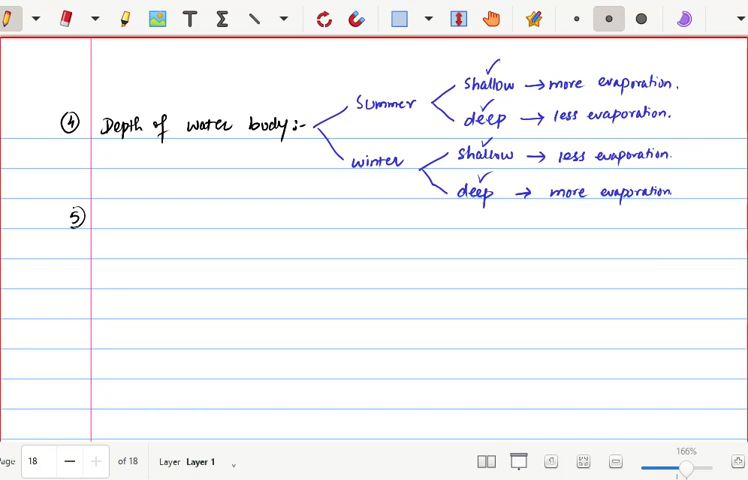 Summer
shallow → more evaporation.
deep → less evaporation.
④ Depth of water body:-
winter
shallow → less evaporation.
deep → more evaporation
⑤
Page 18 of 18 Layer Layer 1
166%